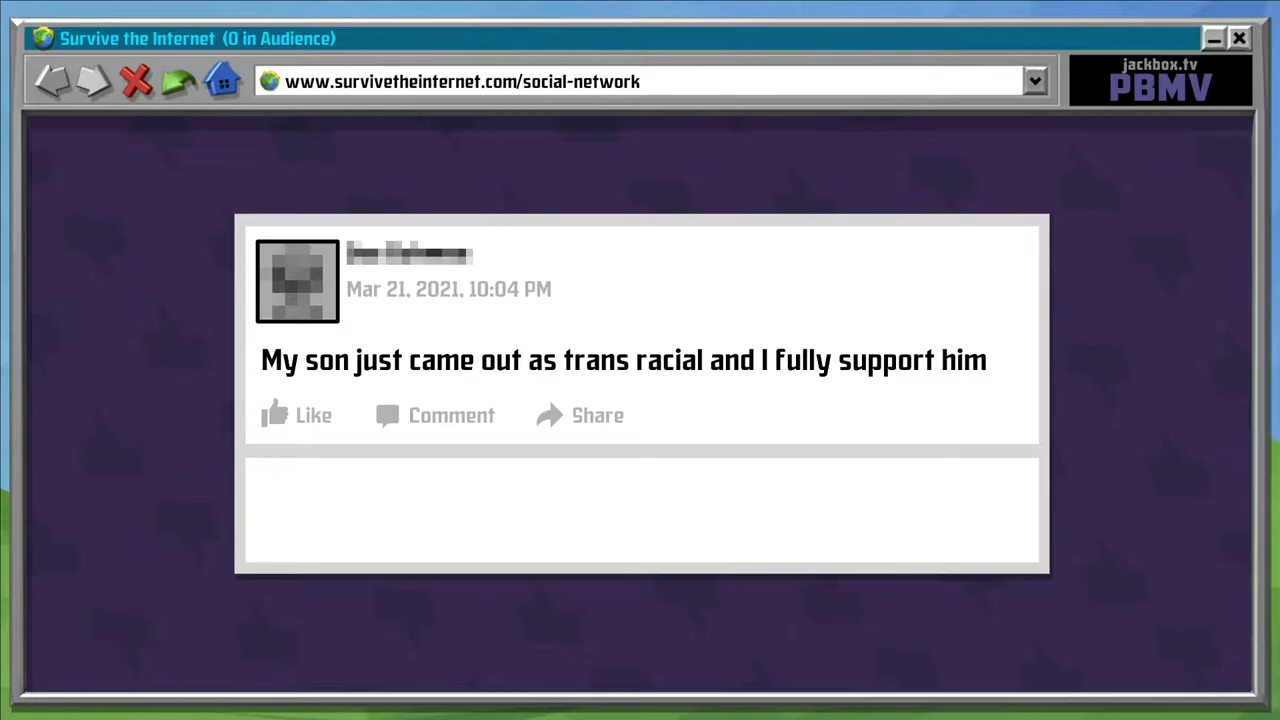 Survive the Internet (0 in Audience)
www.survivetheinternet.com/social-network
jackbox.tv
PBMV
Mar 21, 2021, 10:04 PM
My son just came out as trans racial and I fully support him
Like Comment Share